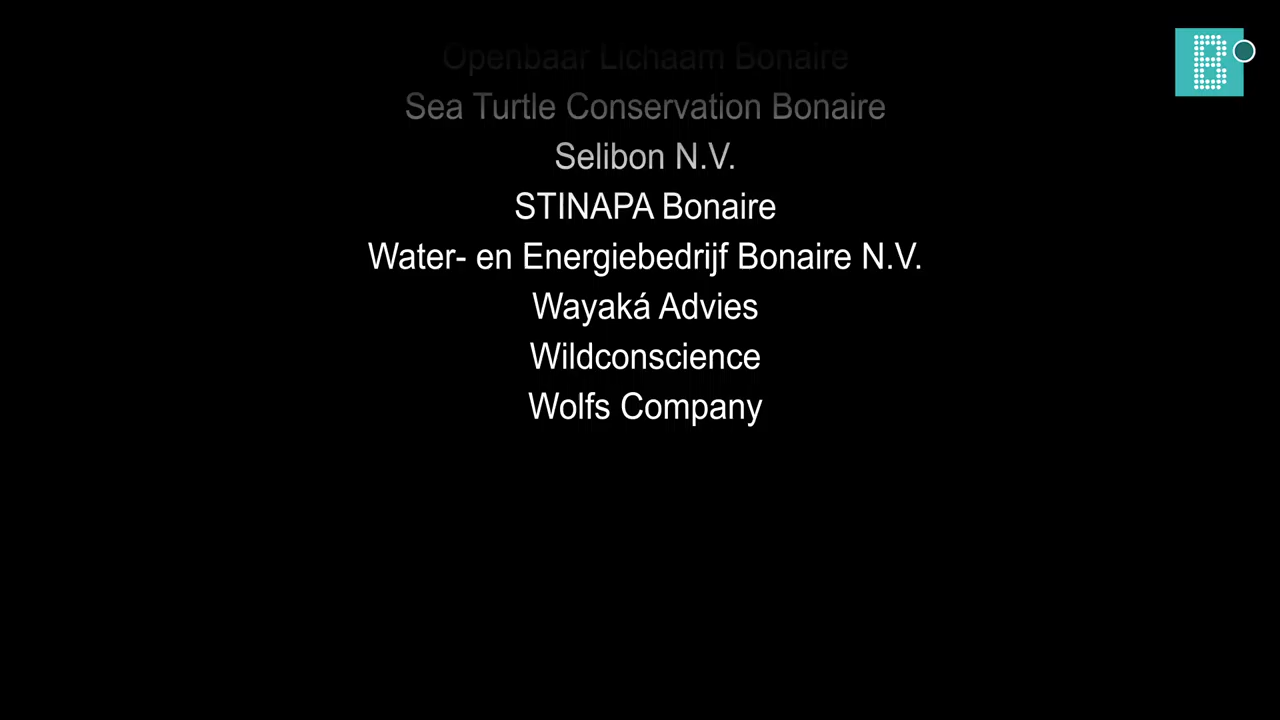 Openbaar Lichaam Bonaire
Sea Turtle Conservation Bonaire
Selibon N.V.
STINAPA Bonaire
Water- en Energiebedrijf Bonaire N.V.
Wayaká Advies
Wildconscience
Wolfs Company
B